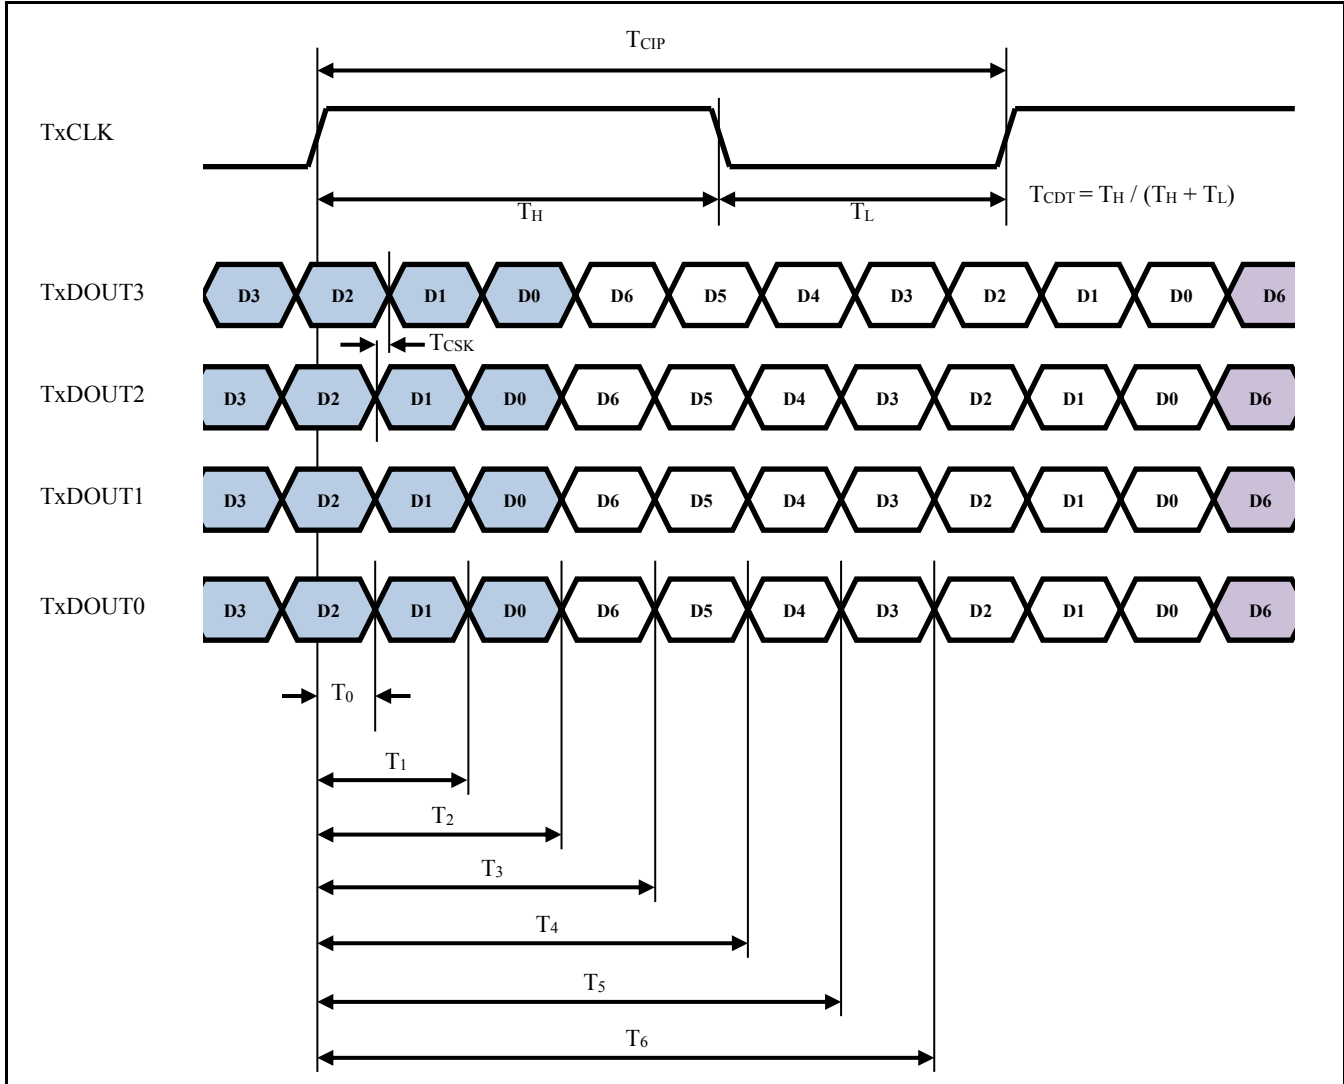 TCIP
TxCLK
TH
TL
TCDT = TH / (TH + TL)
TxDOUT3 D3 D2 D1 D0 D6 D5 D4 D3 D2 D1 D0 D6
TCSK
TxDOUT2 D3 D2 D1 D0 D6 D5 D4 D3 D2 D1 D0 D6
TxDOUT1 D3 D2 D1 D0 D6 D5 D4 D3 D2 D1 D0 D6
TxDOUT0 D3 D2 D1 D0 D6 D5 D4 D3 D2 D1 D0 D6
T0
T1
T2
T3
T4
T5
T6